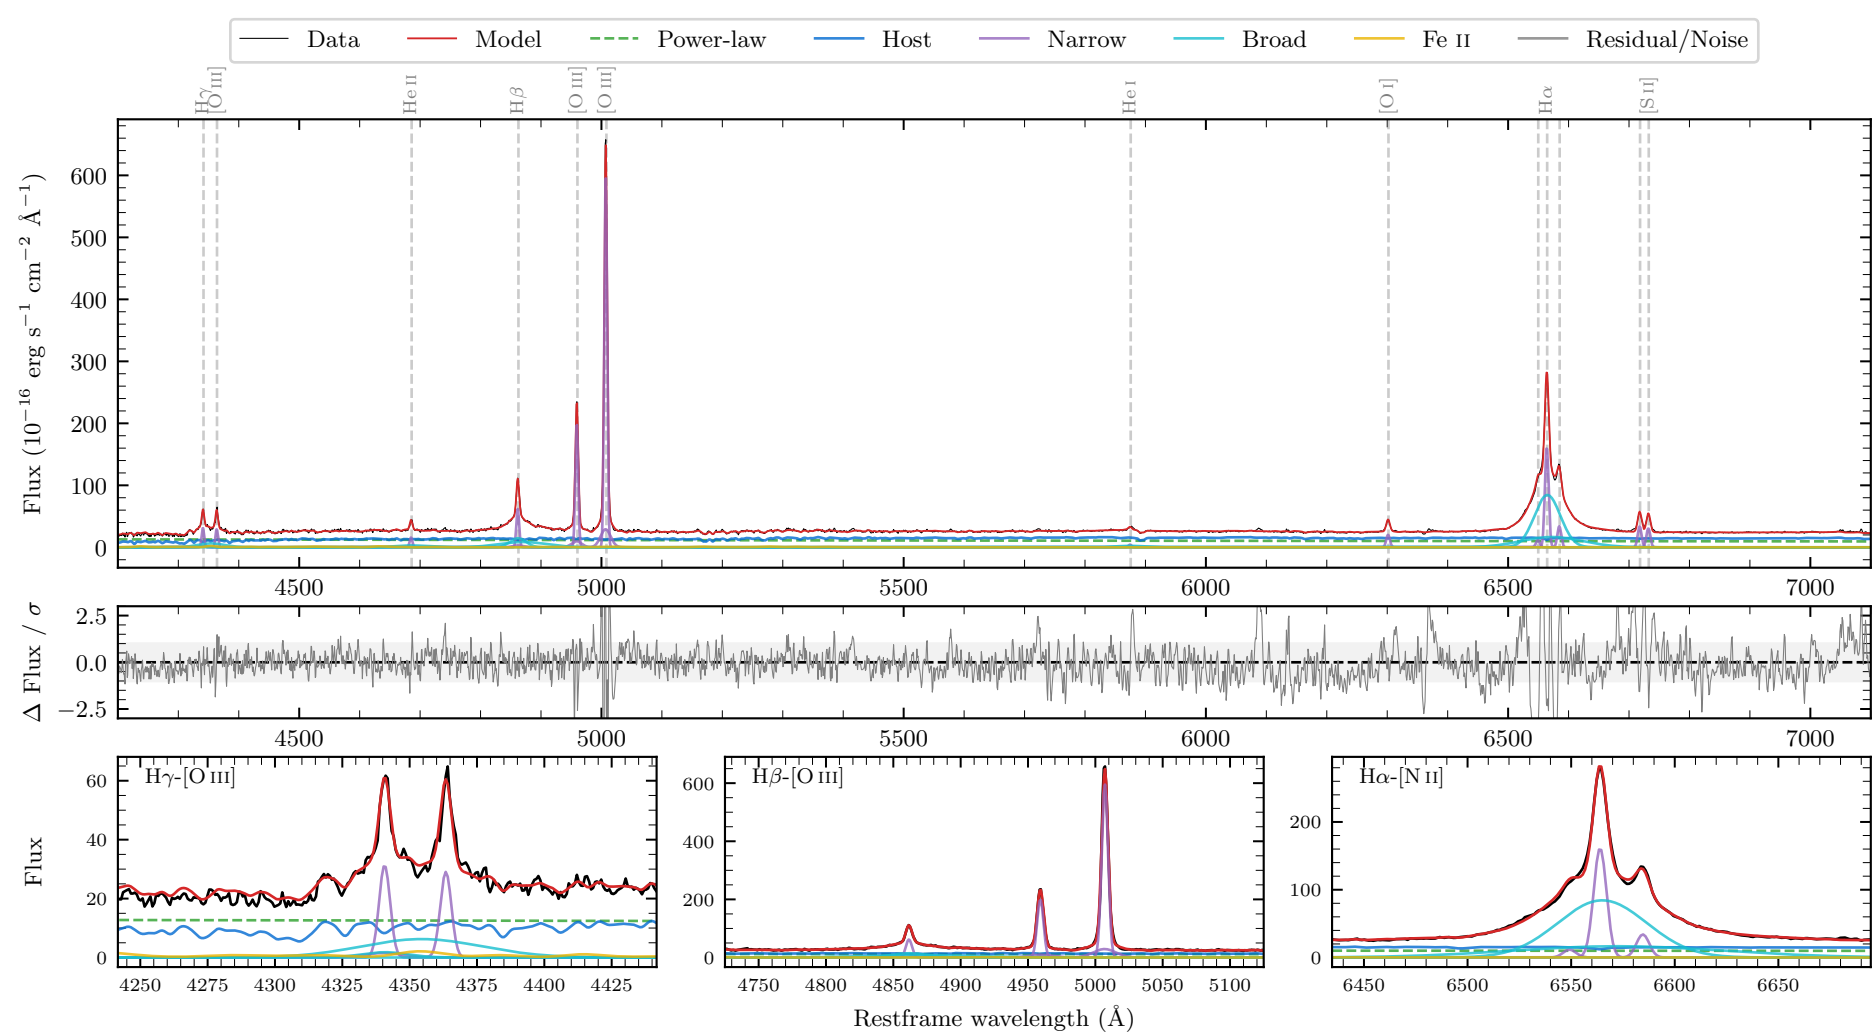 Data Model Power-law Host Narrow Broad Fe II Residual/Noise
Hγ [O III] He II Hβ [O III] [O III] He I [O I] Hα [S II]
Flux (10⁻¹⁶ erg s⁻¹ cm⁻² Å⁻¹)
600
500
400
300
200
100
0
4500 5000 5500 6000 6500 7000
Δ Flux / σ
2.5
0.0
−2.5
4500 5000 5500 6000 6500 7000
Flux
Hγ-[O III]
60
40
20
0
4250 4275 4300 4325 4350 4375 4400 4425
Hβ-[O III]
600
400
200
0
4750 4800 4850 4900 4950 5000 5050 5100
Hα-[N II]
200
100
0
6450 6500 6550 6600 6650
Restframe wavelength (Å)